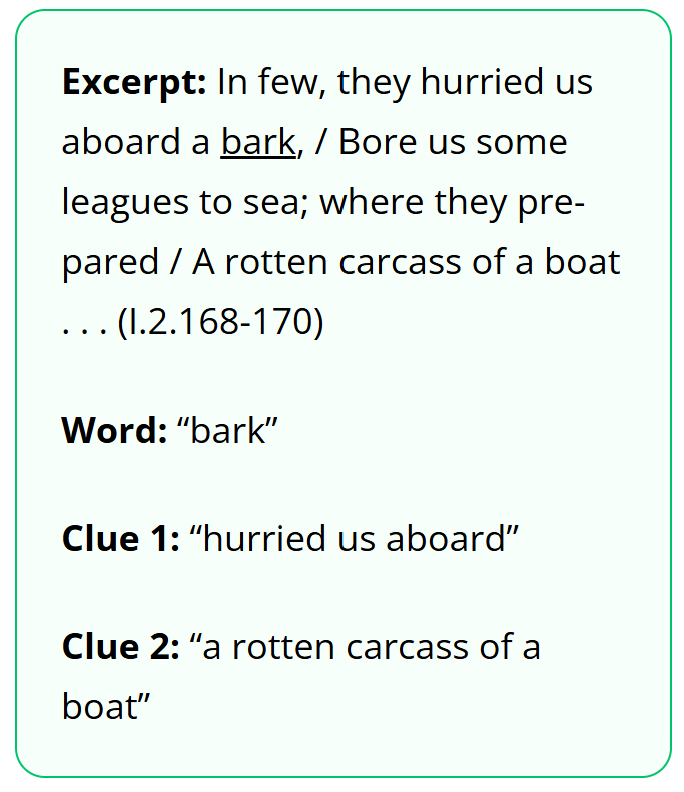 Excerpt: In few, they hurried us
aboard a bark, / Bore us some
leagues to sea; where they pre-
pared / A rotten carcass of a boat
. . . (I.2.168-170)
Word: “bark”
Clue 1: “hurried us aboard”
Clue 2: “a rotten carcass of a
boat”